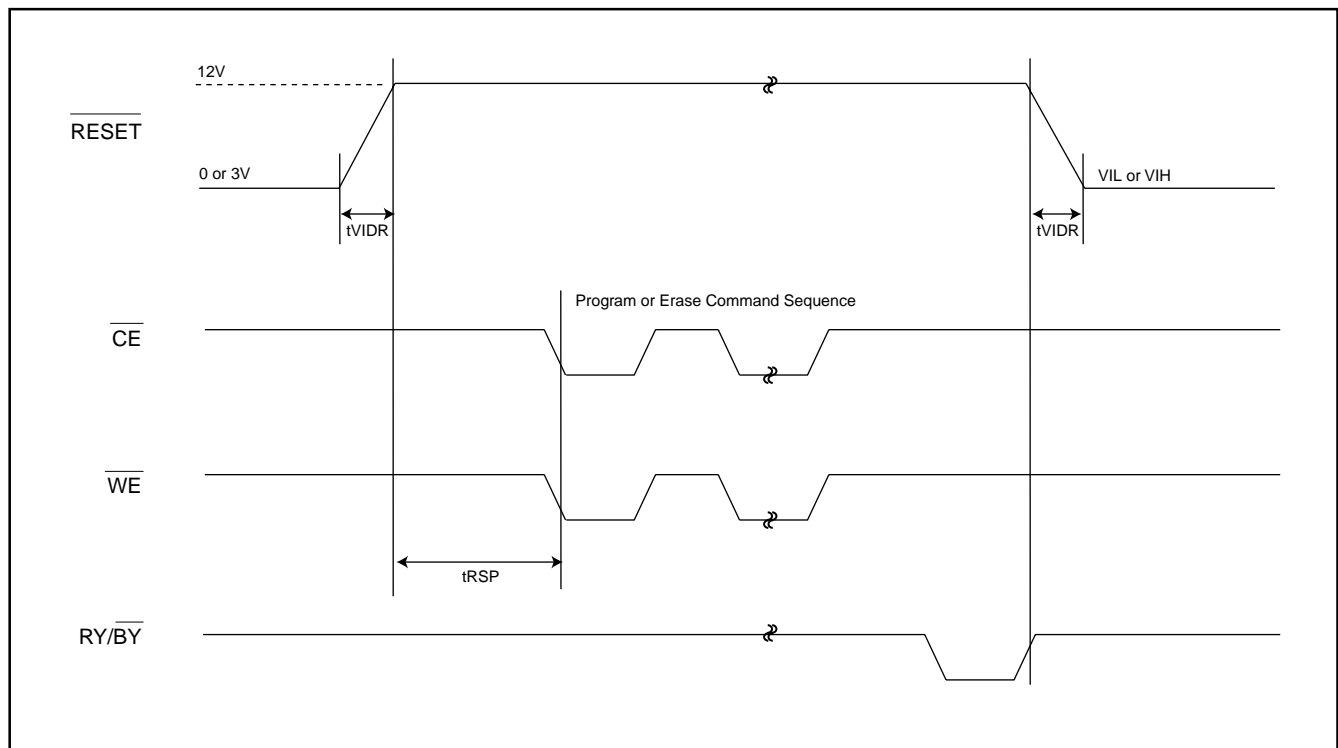 12V
RESET
0 or 3V
VIL or VIH
tVIDR
tVIDR
Program or Erase Command Sequence
CE
WE
tRSP
RY/BY